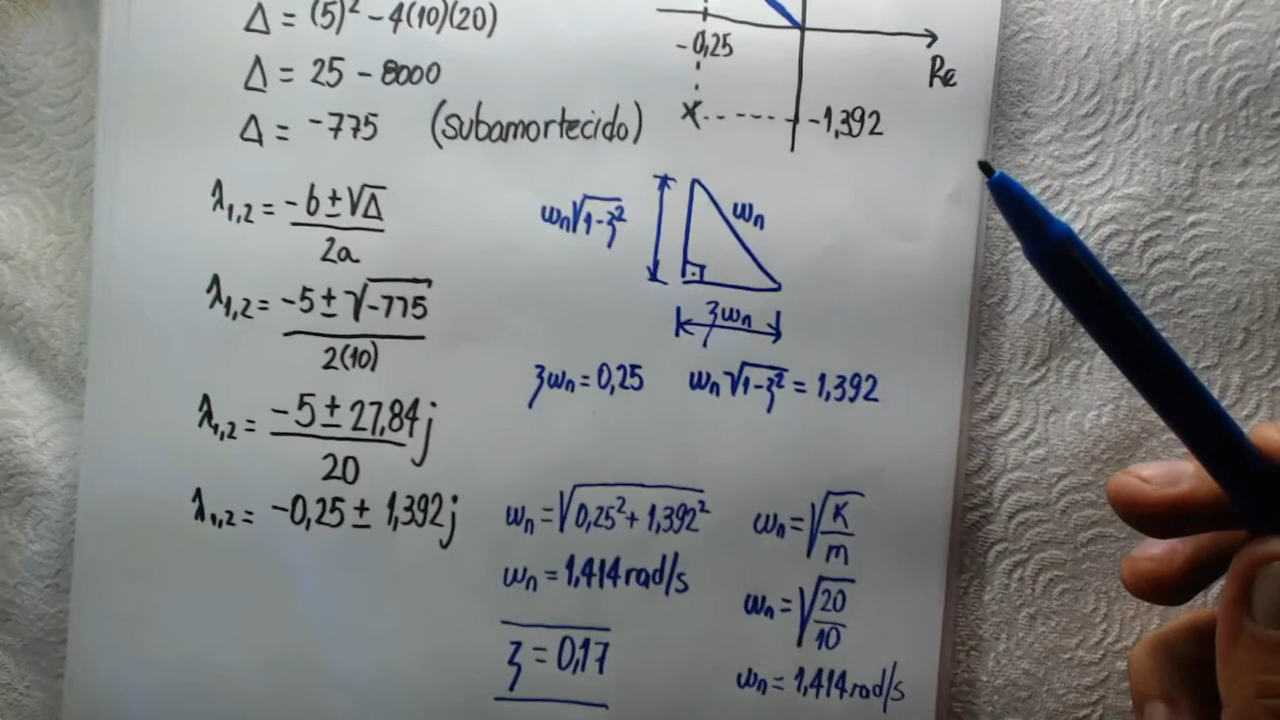 Δ = (5)² - 4(10)(20)
Δ = 25 - 8000
Δ = -775 (subamortecido)
λ₁,₂ = (-b ± √Δ) / 2a
λ₁,₂ = (-5 ± √-775) / 2(10)
λ₁,₂ = (-5 ± 27,84j) / 20
λ₁,₂ = -0,25 ± 1,392j
-0,25
Re
-1,392
ωn√1-ζ²
ωn
ζωn
ζωn = 0,25 ωn√1-ζ² = 1,392
ωn = √0,25² + 1,392²
ωn = 1,414 rad/s
ζ = 0,17
ωn = √K/m
ωn = √20/10
ωn = 1,414 rad/s